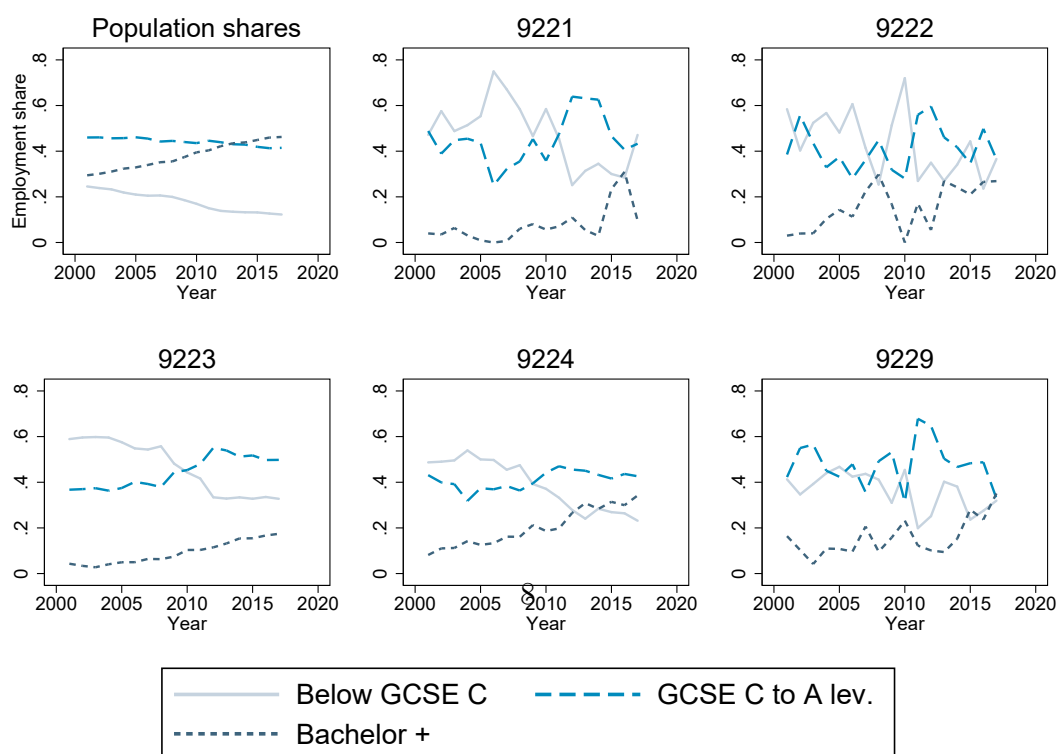 Population shares
9221
9222
Employment share
0 .2 .4 .6 .8
0 .2 .4 .6 .8
0 .2 .4 .6 .8
2000 2005 2010 2015 2020
2000 2005 2010 2015 2020
2000 2005 2010 2015 2020
Year
Year
Year
9223
9224
9229
0 .2 .4 .6 .8
0 .2 .4 .6 .8
0 .2 .4 .6 .8
2000 2005 2010 2015 2020
2000 2005 2010 2015 2020
2000 2005 2010 2015 2020
8
Year
Year
Year
Below GCSE C
GCSE C to A lev.
Bachelor +